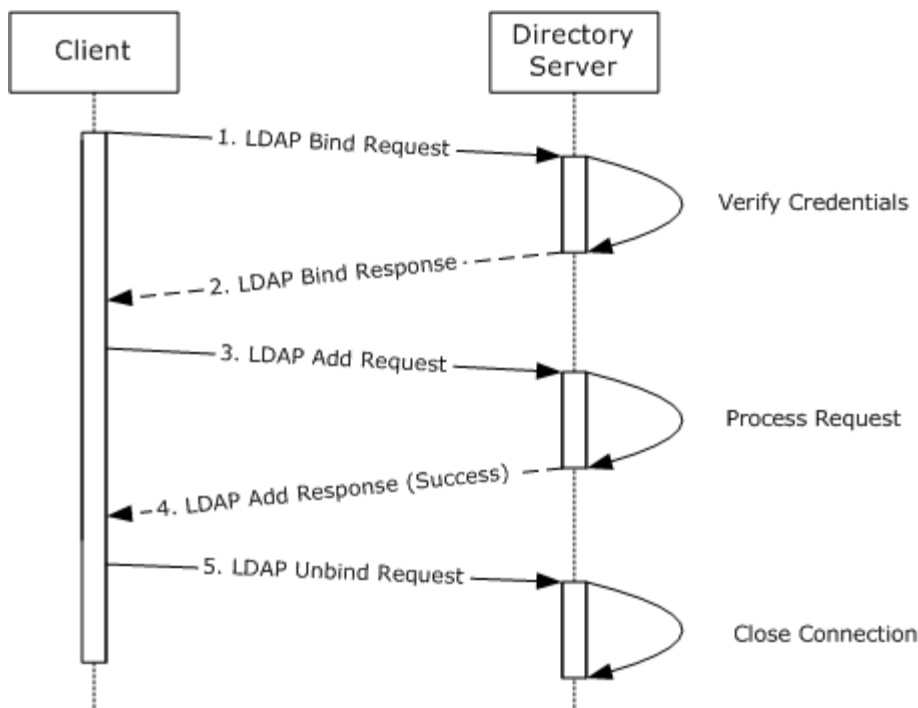 Client
Directory
Server
1. LDAP Bind Request
Verify Credentials
2. LDAP Bind Response
3. LDAP Add Request
Process Request
4. LDAP Add Response (Success)
5. LDAP Unbind Request
Close Connection